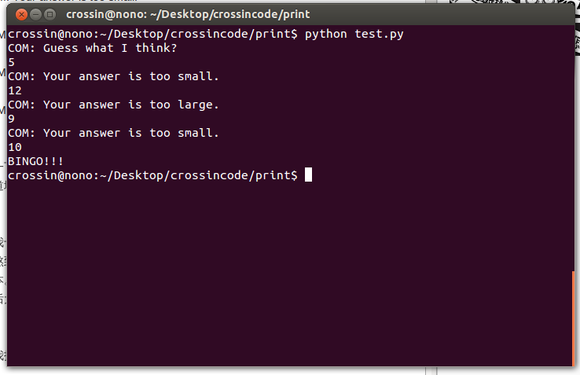 crossin@nono: ~/Desktop/crossincode/print
crossin@nono:~/Desktop/crossincode/print$ python test.py
COM: Guess what I think?
5
COM: Your answer is too small.
12
COM: Your answer is too large.
9
COM: Your answer is too small.
10
BINGO!!!
crossin@nono:~/Desktop/crossincode/print$